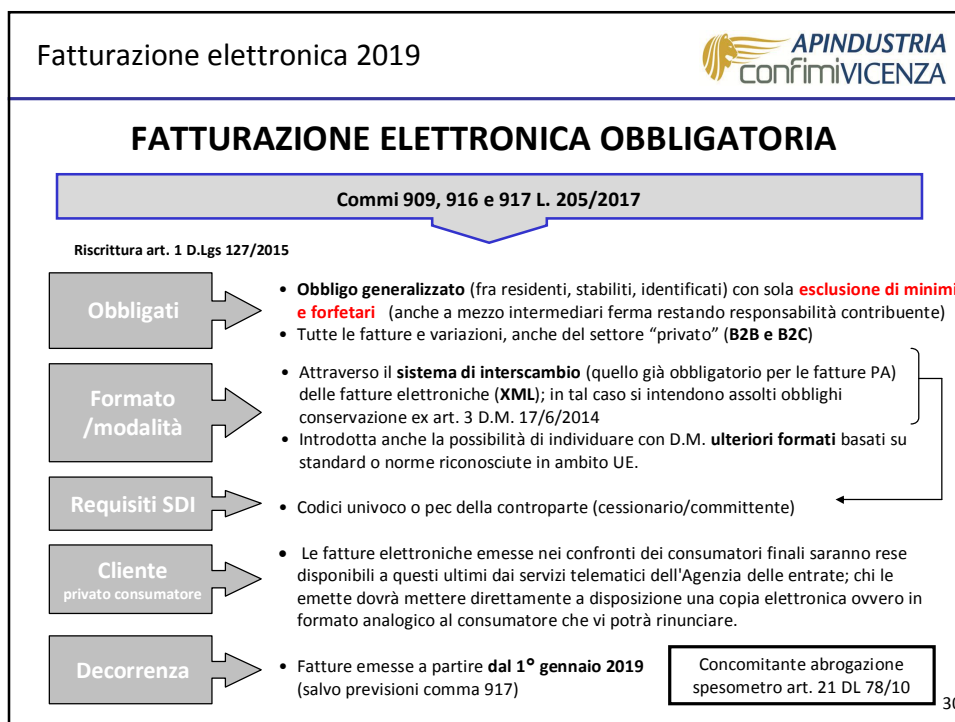 Fatturazione elettronica 2019
APINDUSTRIA
confimiVICENZA
FATTURAZIONE ELETTRONICA OBBLIGATORIA
Commi 909, 916 e 917 L. 205/2017
Riscrittura art. 1 D.Lgs 127/2015
Obbligati
• Obbligo generalizzato (fra residenti, stabiliti, identificati) con sola esclusione di minimi
e forfetari (anche a mezzo intermediari ferma restando responsabilità contribuente)
• Tutte le fatture e variazioni, anche del settore “privato” (B2B e B2C)
Formato
/modalità
• Attraverso il sistema di interscambio (quello già obbligatorio per le fatture PA)
delle fatture elettroniche (XML); in tal caso si intendono assolti obblighi
conservazione ex art. 3 D.M. 17/6/2014
• Introdotta anche la possibilità di individuare con D.M. ulteriori formati basati su
standard o norme riconosciute in ambito UE.
Requisiti SDI
• Codici univoco o pec della controparte (cessionario/committente)
Cliente
privato consumatore
• Le fatture elettroniche emesse nei confronti dei consumatori finali saranno rese
disponibili a questi ultimi dai servizi telematici dell'Agenzia delle entrate; chi le
emette dovrà mettere direttamente a disposizione una copia elettronica ovvero in
formato analogico al consumatore che vi potrà rinunciare.
Decorrenza
• Fatture emesse a partire dal 1° gennaio 2019
(salvo previsioni comma 917)
Concomitante abrogazione
spesometro art. 21 DL 78/10
30